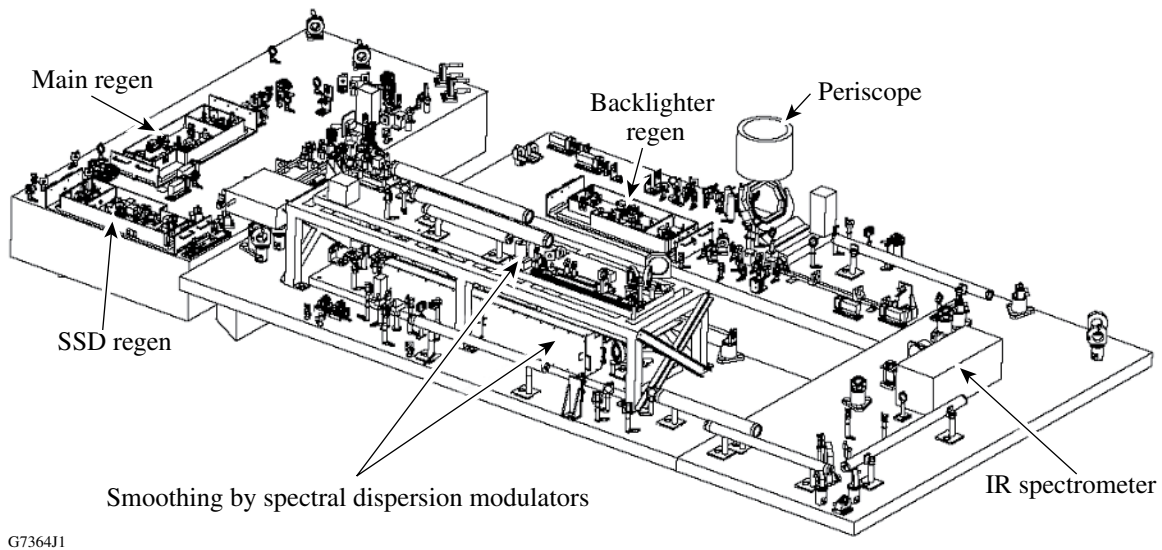 Main regen
Backlighter
regen
Periscope
SSD regen
Smoothing by spectral dispersion modulators
IR spectrometer
G7364J1